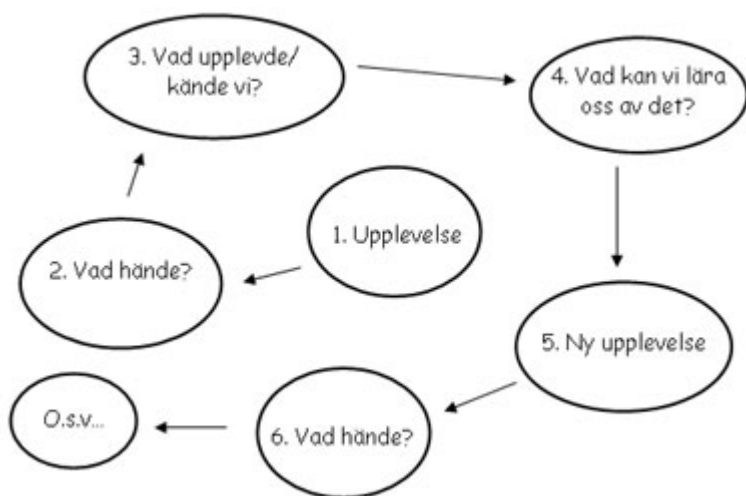 1. Upplevelse
2. Vad hände?
3. Vad upplevde/
kände vi?
4. Vad kan vi lära
oss av det?
5. Ny upplevelse
6. Vad hände?
O.s.v...